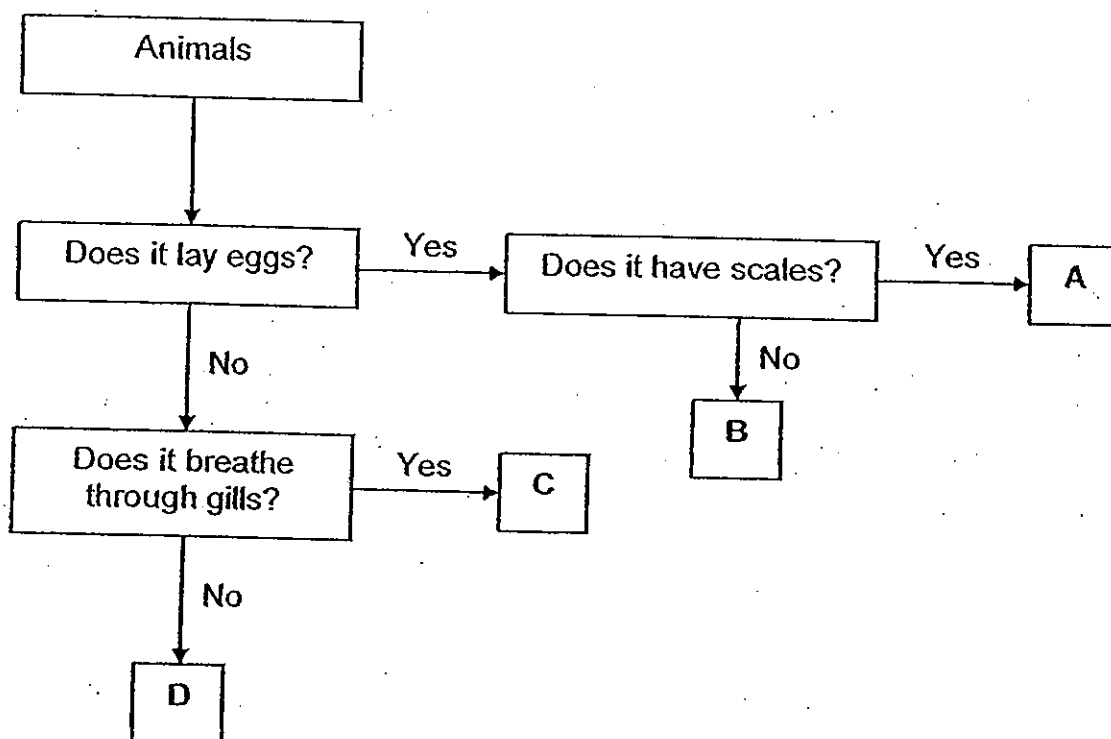 Animals
Does it lay eggs?
Yes
Does it have scales?
Yes
A
No
No
B
Does it breathe
through gills?
Yes
C
No
D